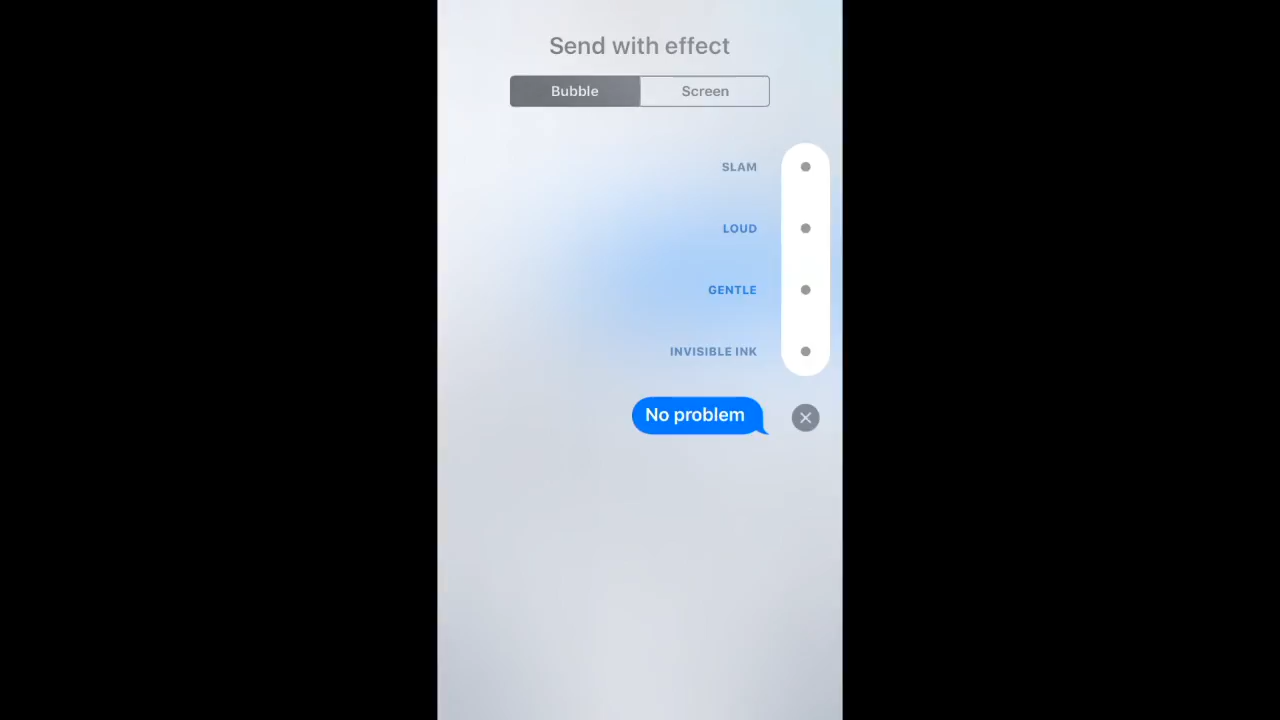 Send with effect
Bubble Screen
SLAM
LOUD
GENTLE
INVISIBLE INK
No problem